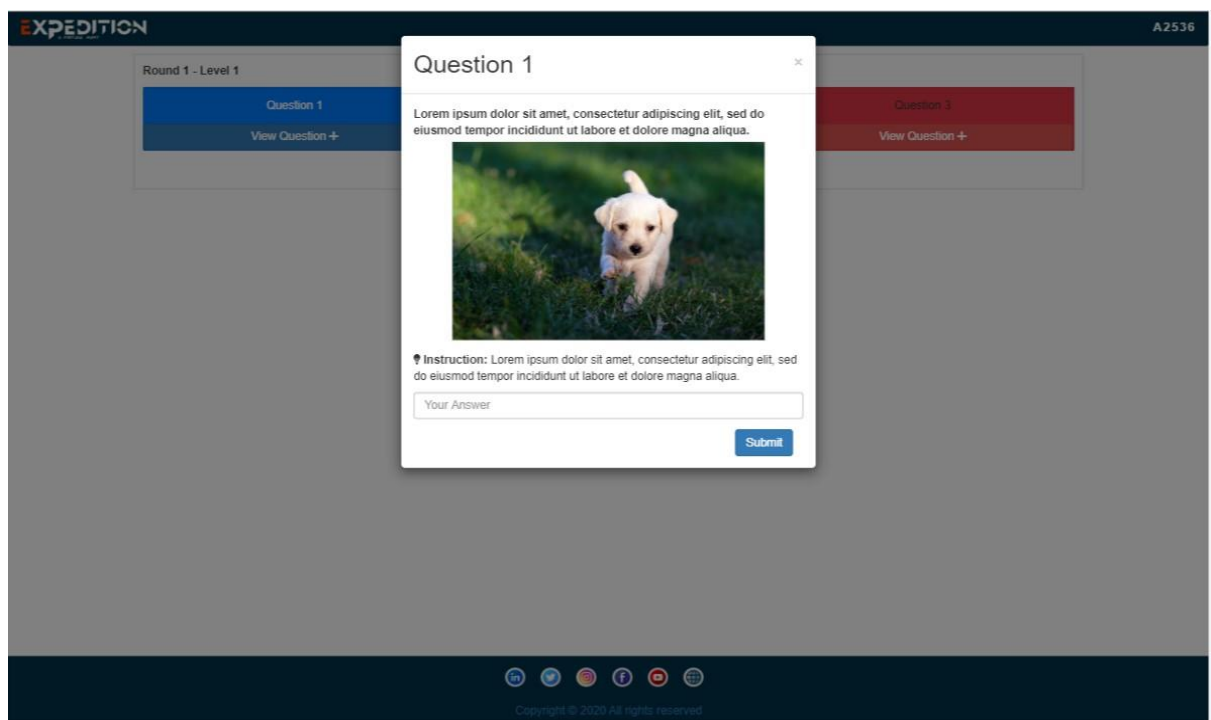 EXPEDITION
A2536
Round 1 - Level 1
Question 1
View Question +
Question 3
View Question +
Question 1
×
Lorem ipsum dolor sit amet, consectetur adipiscing elit, sed do
eiusmod tempor incididunt ut labore et dolore magna aliqua.
Instruction: Lorem ipsum dolor sit amet, consectetur adipiscing elit, sed
do eiusmod tempor incididunt ut labore et dolore magna aliqua.
Your Answer
Submit
Copyright © 2020 All rights reserved